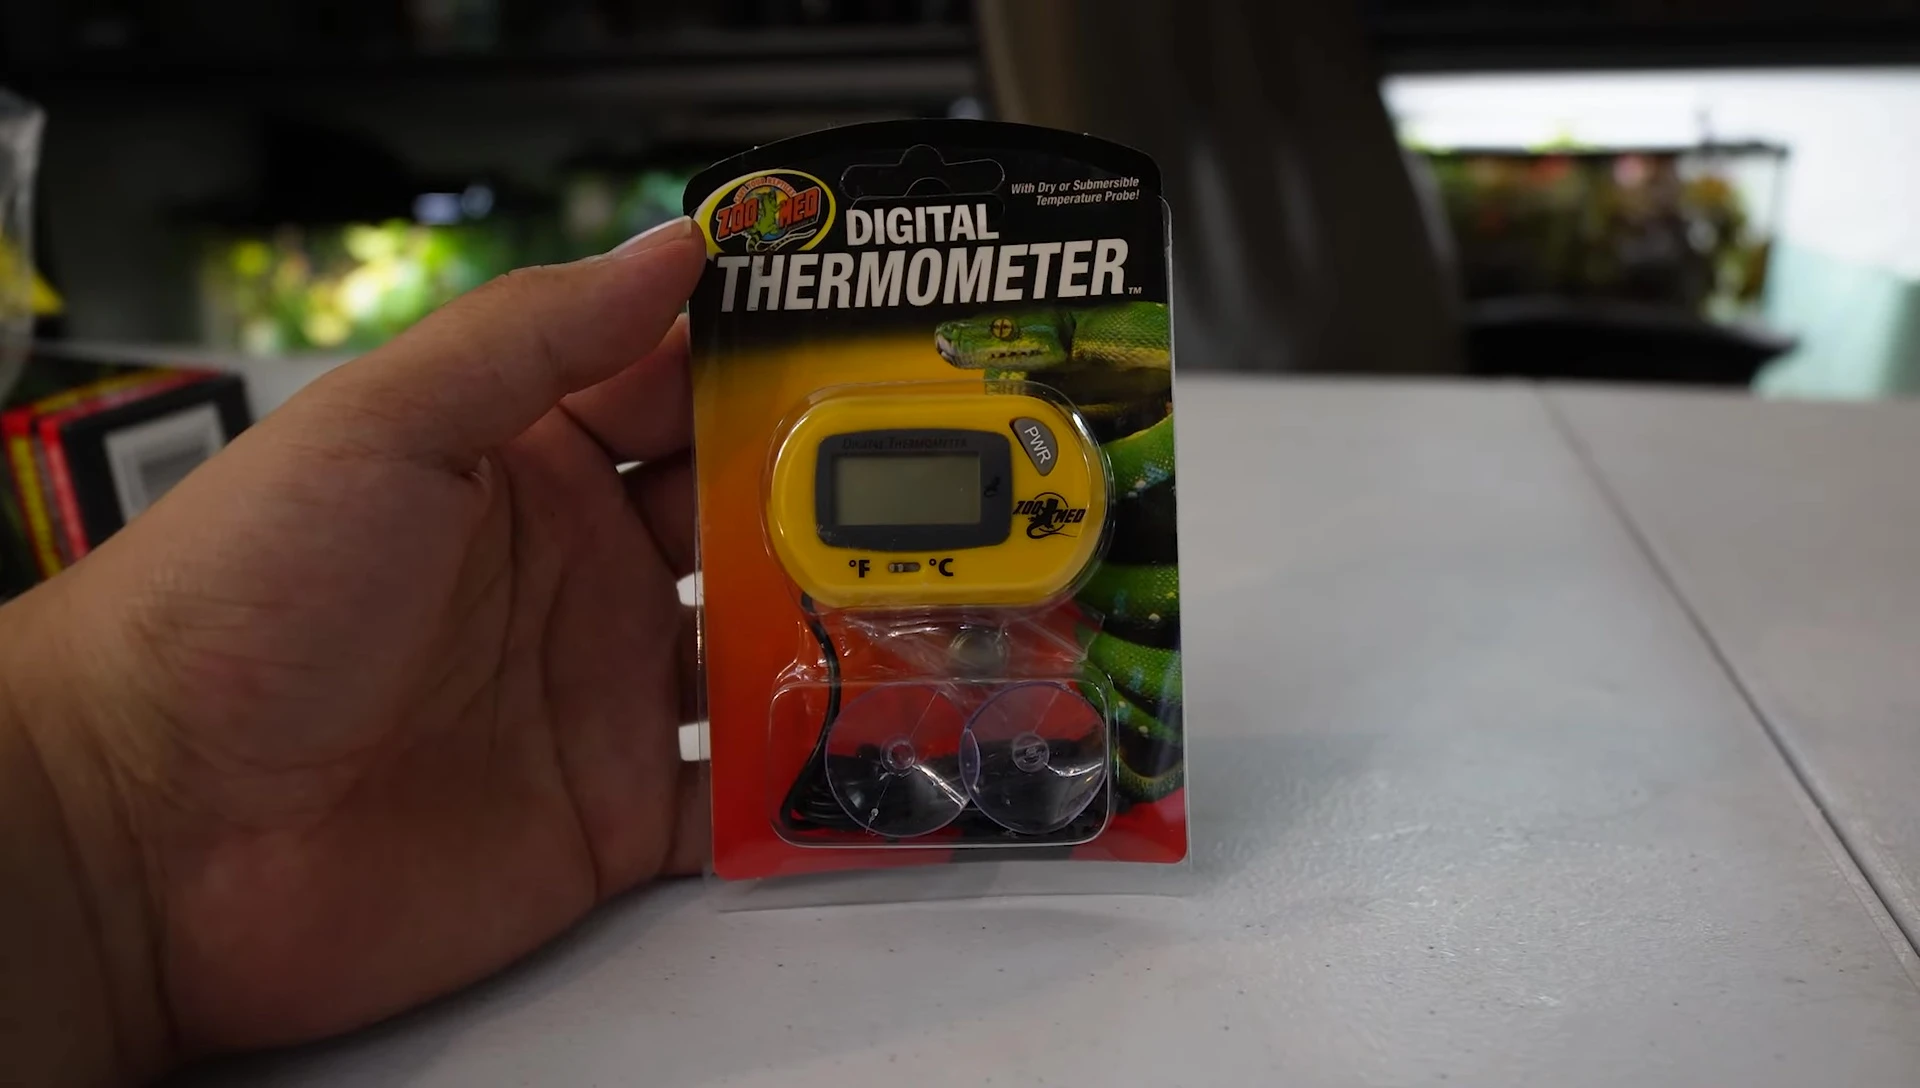 ZOO MED
With Dry or Submersible
Temperature Probe!
DIGITAL
THERMOMETER™
DIGITAL THERMOMETER
PWR
ZOO MED
°F °C